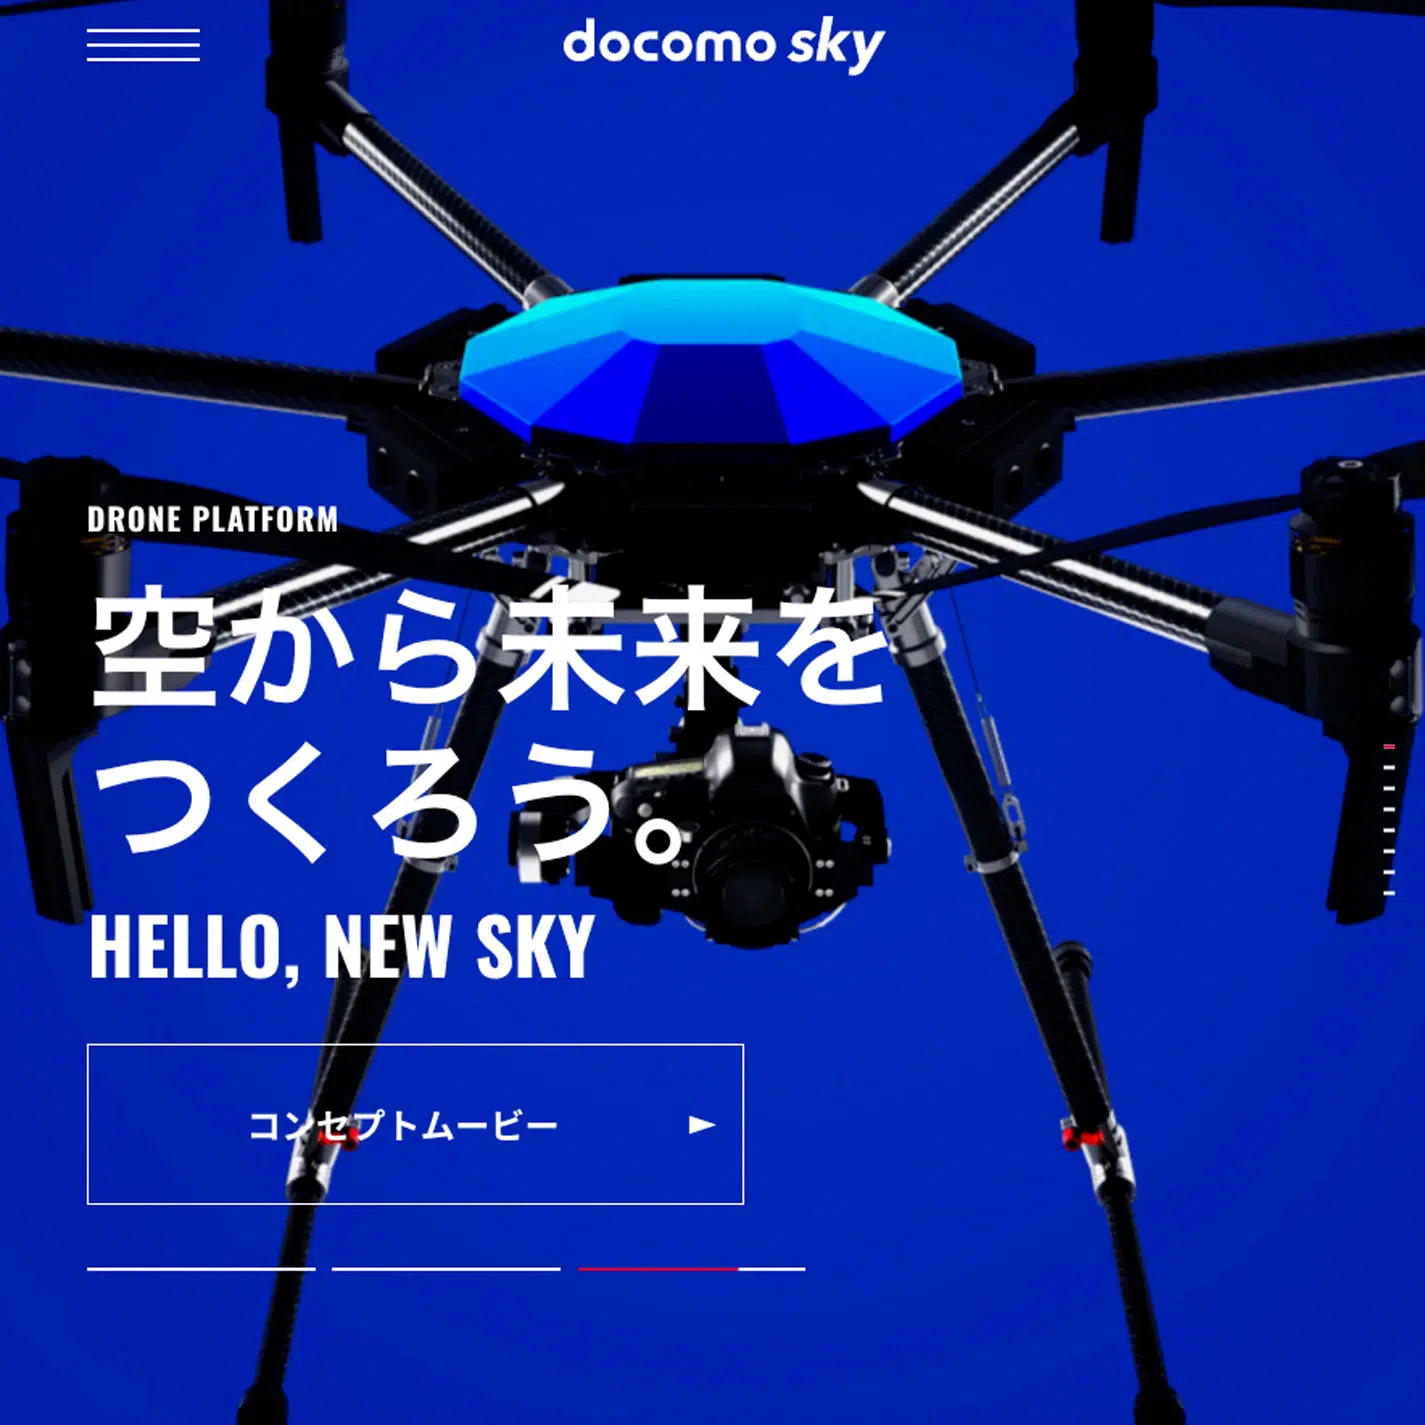 docomo sky
DRONE PLATFORM
空から未来を
つくろう。
HELLO, NEW SKY
コンセプトムービー